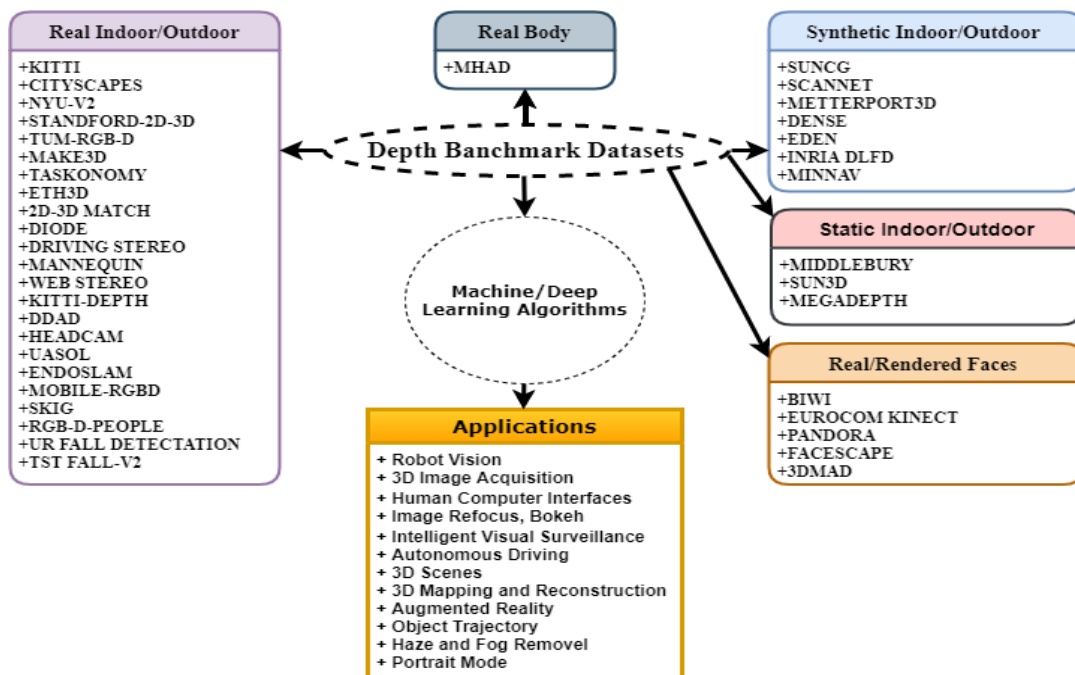 Real Indoor/Outdoor
+KITTI
+CITYSCAPES
+NYU-V2
+STANDFORD-2D-3D
+TUM-RGB-D
+MAKE3D
+TASKONOMY
+ETH3D
+2D-3D MATCH
+DIODE
+DRIVING STEREO
+MANNEQUIN
+WEB STEREO
+KITTI-DEPTH
+DDAD
+HEADCAM
+UASOL
+ENDOSLAM
+MOBILE-RGBD
+SKIG
+RGB-D-PEOPLE
+UR FALL DETECTATION
+TST FALL-V2
Real Body
+MHAD
Depth Banchmark Datasets
Machine/Deep
Learning Algorithms
Applications
+ Robot Vision
+ 3D Image Acquisition
+ Human Computer Interfaces
+ Image Refocus, Bokeh
+ Intelligent Visual Surveillance
+ Autonomous Driving
+ 3D Scenes
+ 3D Mapping and Reconstruction
+ Augmented Reality
+ Object Trajectory
+ Haze and Fog Removel
+ Portrait Mode
Synthetic Indoor/Outdoor
+SUNCG
+SCANNET
+METTERPORT3D
+DENSE
+EDEN
+INRIA DLFD
+MINNAV
Static Indoor/Outdoor
+MIDDLEBURY
+SUN3D
+MEGADEPTH
Real/Rendered Faces
+BIWI
+EUROCOM KINECT
+PANDORA
+FACESCAPE
+3DMAD